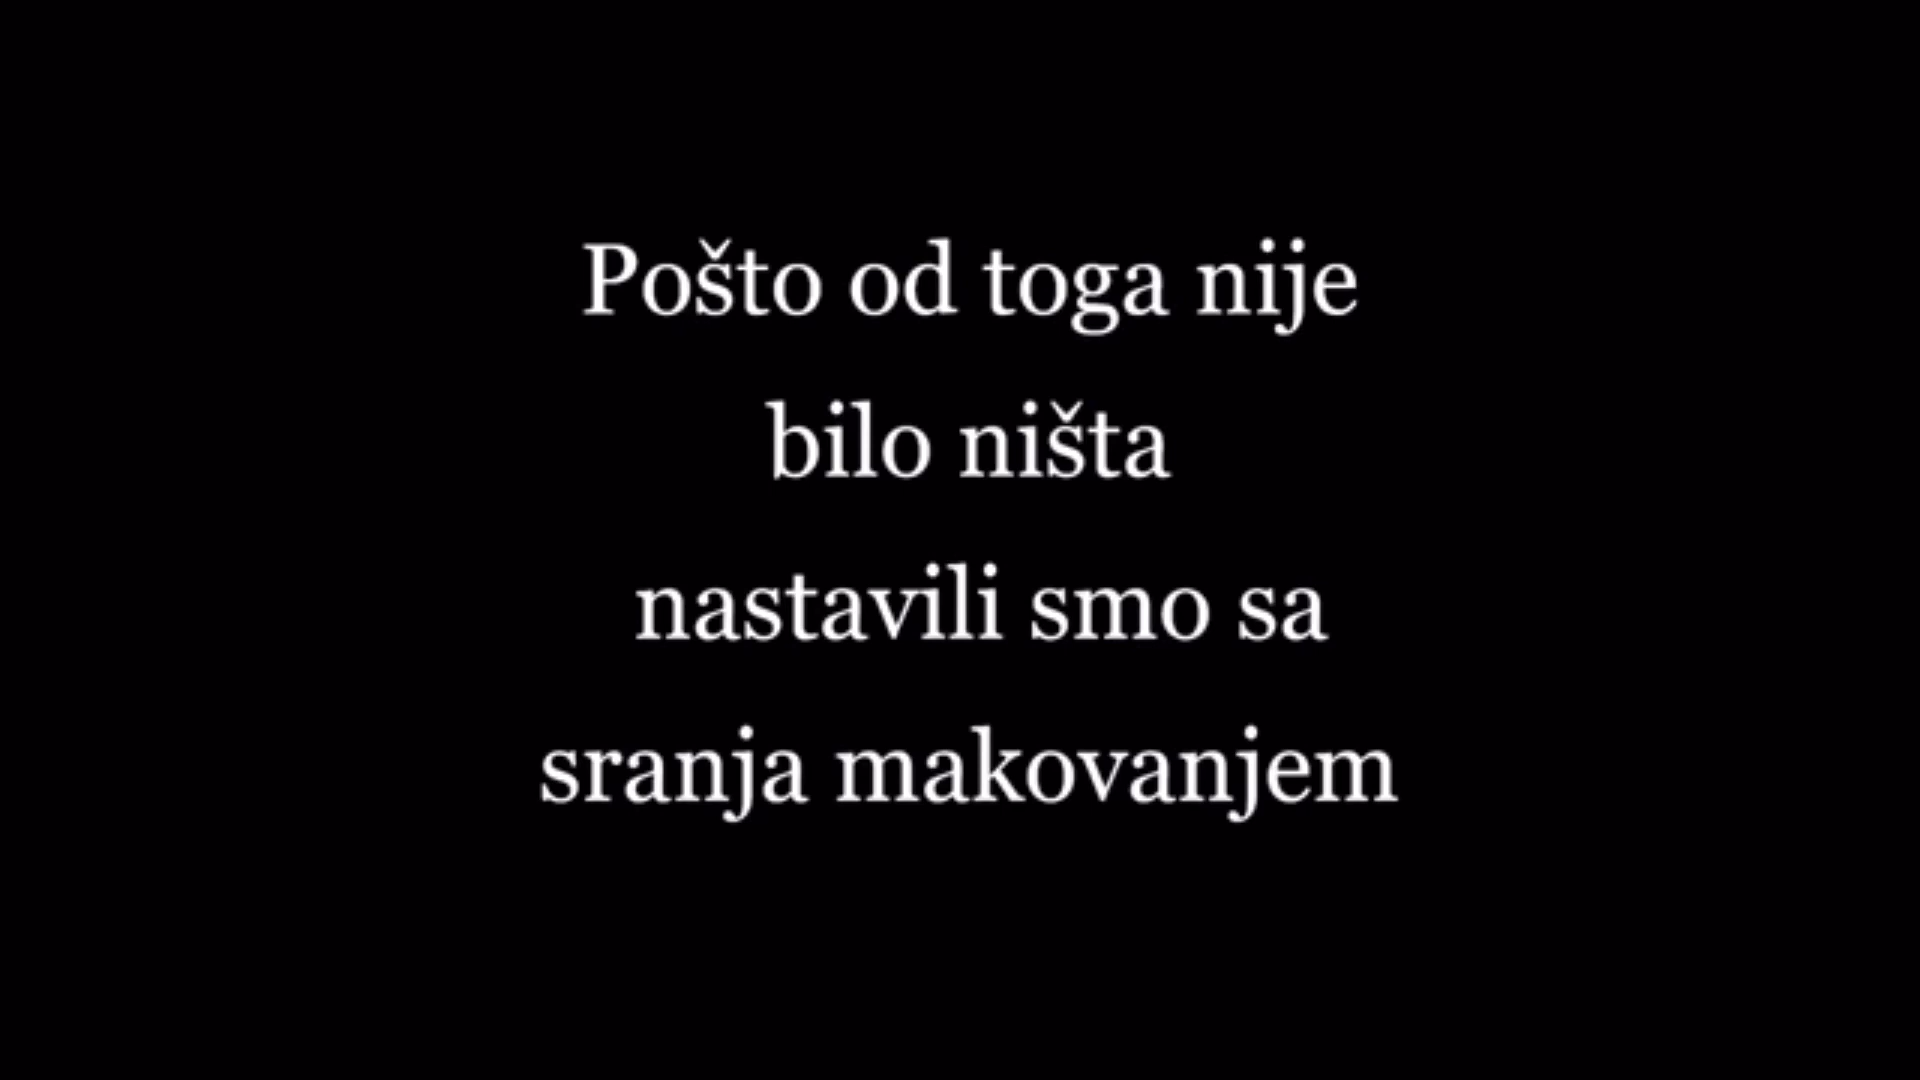 Pošto od toga nije
bilo ništa
nastavili smo sa
sranja makovanjem